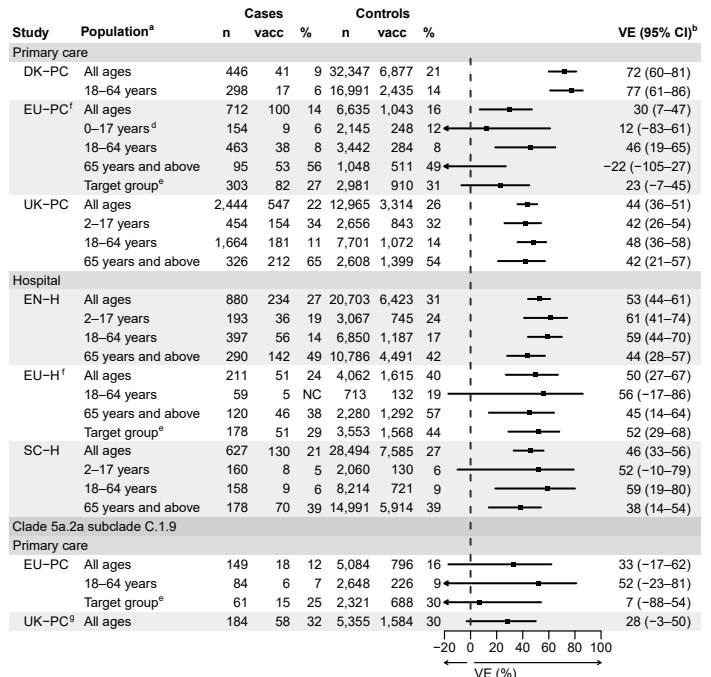 Cases Controls
Study Populationᵃ n vacc % n vacc % VE (95% CI)ᵇ
Primary care
DK−PC All ages 446 41 9 32,347 6,877 21 72 (60–81)
18–64 years 298 17 6 16,991 2,435 14 77 (61–86)
EU−PCᶠ All ages 712 100 14 6,635 1,043 16 30 (7–47)
0–17 yearsᵈ 154 9 6 2,145 248 12 12 (−83–61)
18–64 years 463 38 8 3,442 284 8 46 (19–65)
65 years and above 95 53 56 1,048 511 49 −22 (−105–27)
Target groupᵉ 303 82 27 2,981 910 31 23 (−7–45)
UK−PC All ages 2,444 547 22 12,965 3,314 26 44 (36–51)
2–17 years 454 154 34 2,656 843 32 42 (26–54)
18–64 years 1,664 181 11 7,701 1,072 14 48 (36–58)
65 years and above 326 212 65 2,608 1,399 54 42 (21–57)
Hospital
EN−H All ages 880 234 27 20,703 6,423 31 53 (44–61)
2–17 years 193 36 19 3,067 745 24 61 (41–74)
18–64 years 397 56 14 6,850 1,187 17 59 (44–70)
65 years and above 290 142 49 10,786 4,491 42 44 (28–57)
EU−Hᶠ All ages 211 51 24 4,062 1,615 40 50 (27–67)
18–64 years 59 5 NC 713 132 19 56 (−17–86)
65 years and above 120 46 38 2,280 1,292 57 45 (14–64)
Target groupᵉ 178 51 29 3,553 1,568 44 52 (29–68)
SC−H All ages 627 130 21 28,494 7,585 27 46 (33–56)
2–17 years 160 8 5 2,060 130 6 52 (−10–79)
18–64 years 158 9 6 8,214 721 9 59 (19–80)
65 years and above 178 70 39 14,991 5,914 39 38 (14–54)
Clade 5a.2a subclade C.1.9
Primary care
EU−PC All ages 149 18 12 5,084 796 16 33 (−17–62)
18–64 years 84 6 7 2,648 226 9 52 (−23–81)
Target groupᵉ 61 15 25 2,321 688 30 7 (−88–54)
UK−PCᵍ All ages 184 58 32 5,355 1,584 30 28 (−3–50)
−20 0 20 40 60 80 100
VE (%)